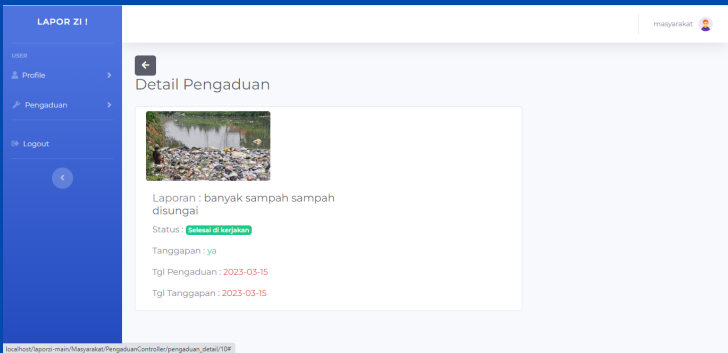 LAPOR ZI !
masyarakat
USER
Profile
Pengaduan
Logout
Detail Pengaduan
Laporan : banyak sampah sampah
disungai
Status : Selesai di kerjakan
Tanggapan : ya
Tgl Pengaduan : 2023-03-15
Tgl Tanggapan : 2023-03-15
localhost/laporzi-main/Masyarakat/PengaduanController/pengaduan_detail/10#